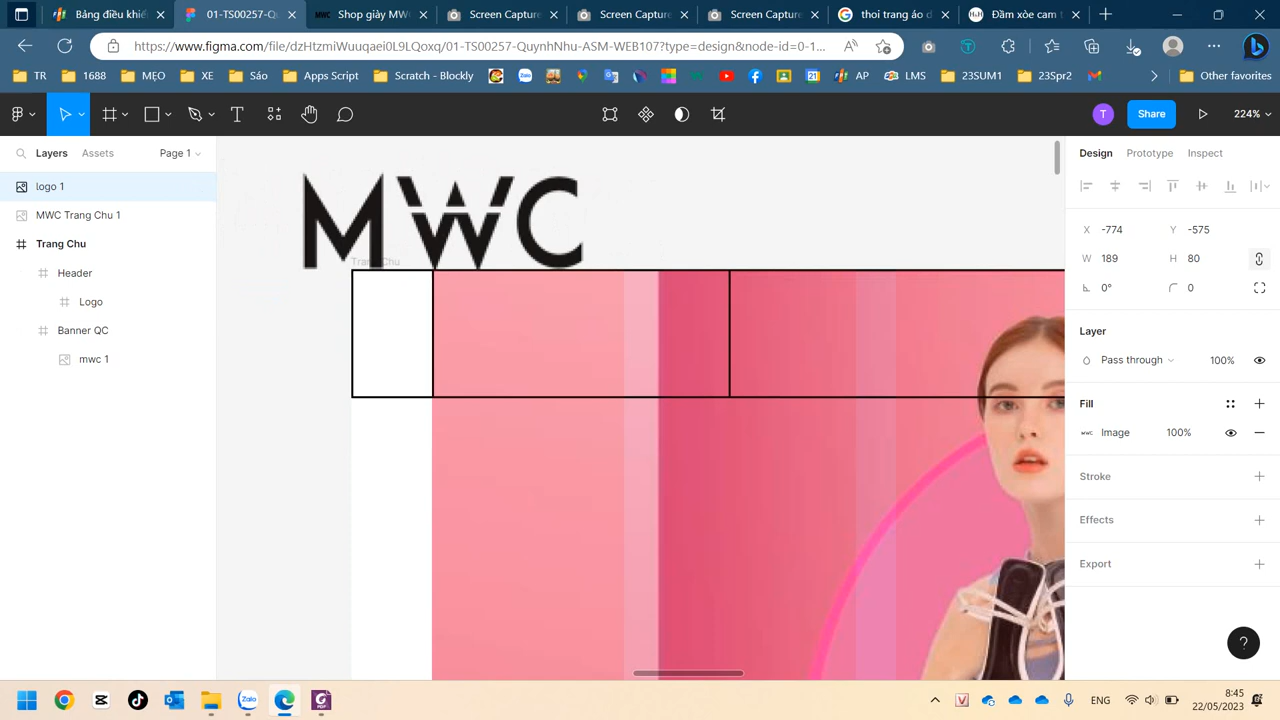 Bảng điều khiể
01-TS00257-Qu
Shop giày MW
Screen Capture
Screen Capture
Screen Capture
thoi trang áo d
Đầm xòe cam t
https://www.figma.com/file/dzHtzmiWuuqaei0L9LQoxq/01-TS00257-QuynhNhu-ASM-WEB107?type=design&node-id=0-1...
TR
1688
MẸO
XE
Sáo
Apps Script
Scratch - Blockly
AP
LMS
23SUM1
23Spr2
Other favorites
T
Share
224%
Layers
Assets
Page 1
Design
Prototype
Inspect
logo 1
MWC Trang Chu 1
Trang Chu
Header
Logo
Banner QC
mwc 1
MWC
Trang Chu
X -774
Y -575
W 189
H 80
0°
0
Layer
Pass through
100%
Fill
Image
100%
Stroke
Effects
Export
?
ENG
8:45
22/05/2023